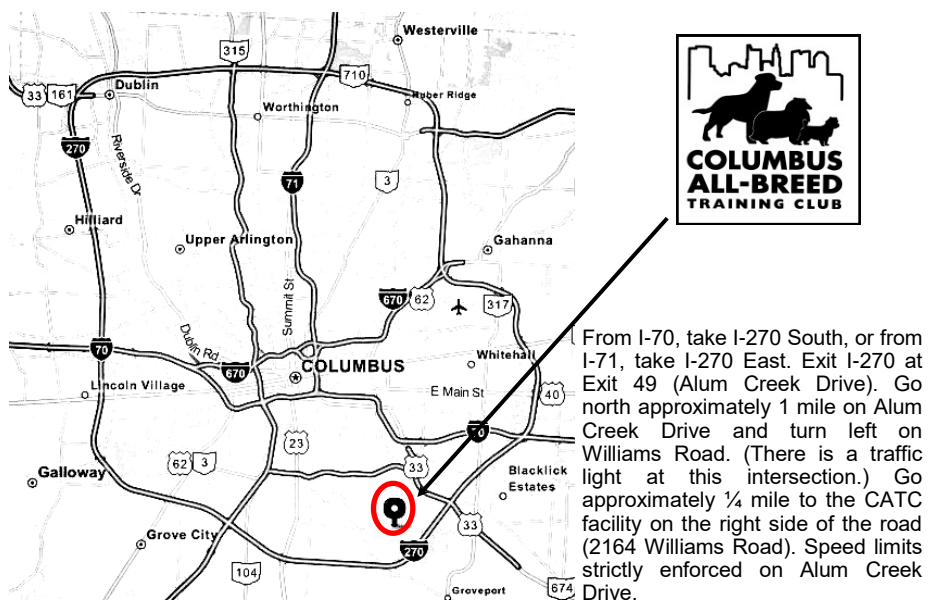 Westerville
315
710
33 161
Dublin
Huber Ridge
Worthington
270
Riverside Dr
71
3
Hilliard
Upper Arlington
Gahanna
Summit St
670
62
317
Dublin Rd
70
670
COLUMBUS
Whitehall
Lincoln Village
E Main St
40
70
23
62 3
33
Galloway
Blacklick
Estates
Grove City
33
270
104
674
Groveport
COLUMBUS
ALL-BREED
TRAINING CLUB
From I-70, take I-270 South, or from
I-71, take I-270 East. Exit I-270 at
Exit 49 (Alum Creek Drive). Go
north approximately 1 mile on Alum
Creek Drive and turn left on
Williams Road. (There is a traffic
light at this intersection.) Go
approximately ¼ mile to the CATC
facility on the right side of the road
(2164 Williams Road). Speed limits
strictly enforced on Alum Creek
Drive.